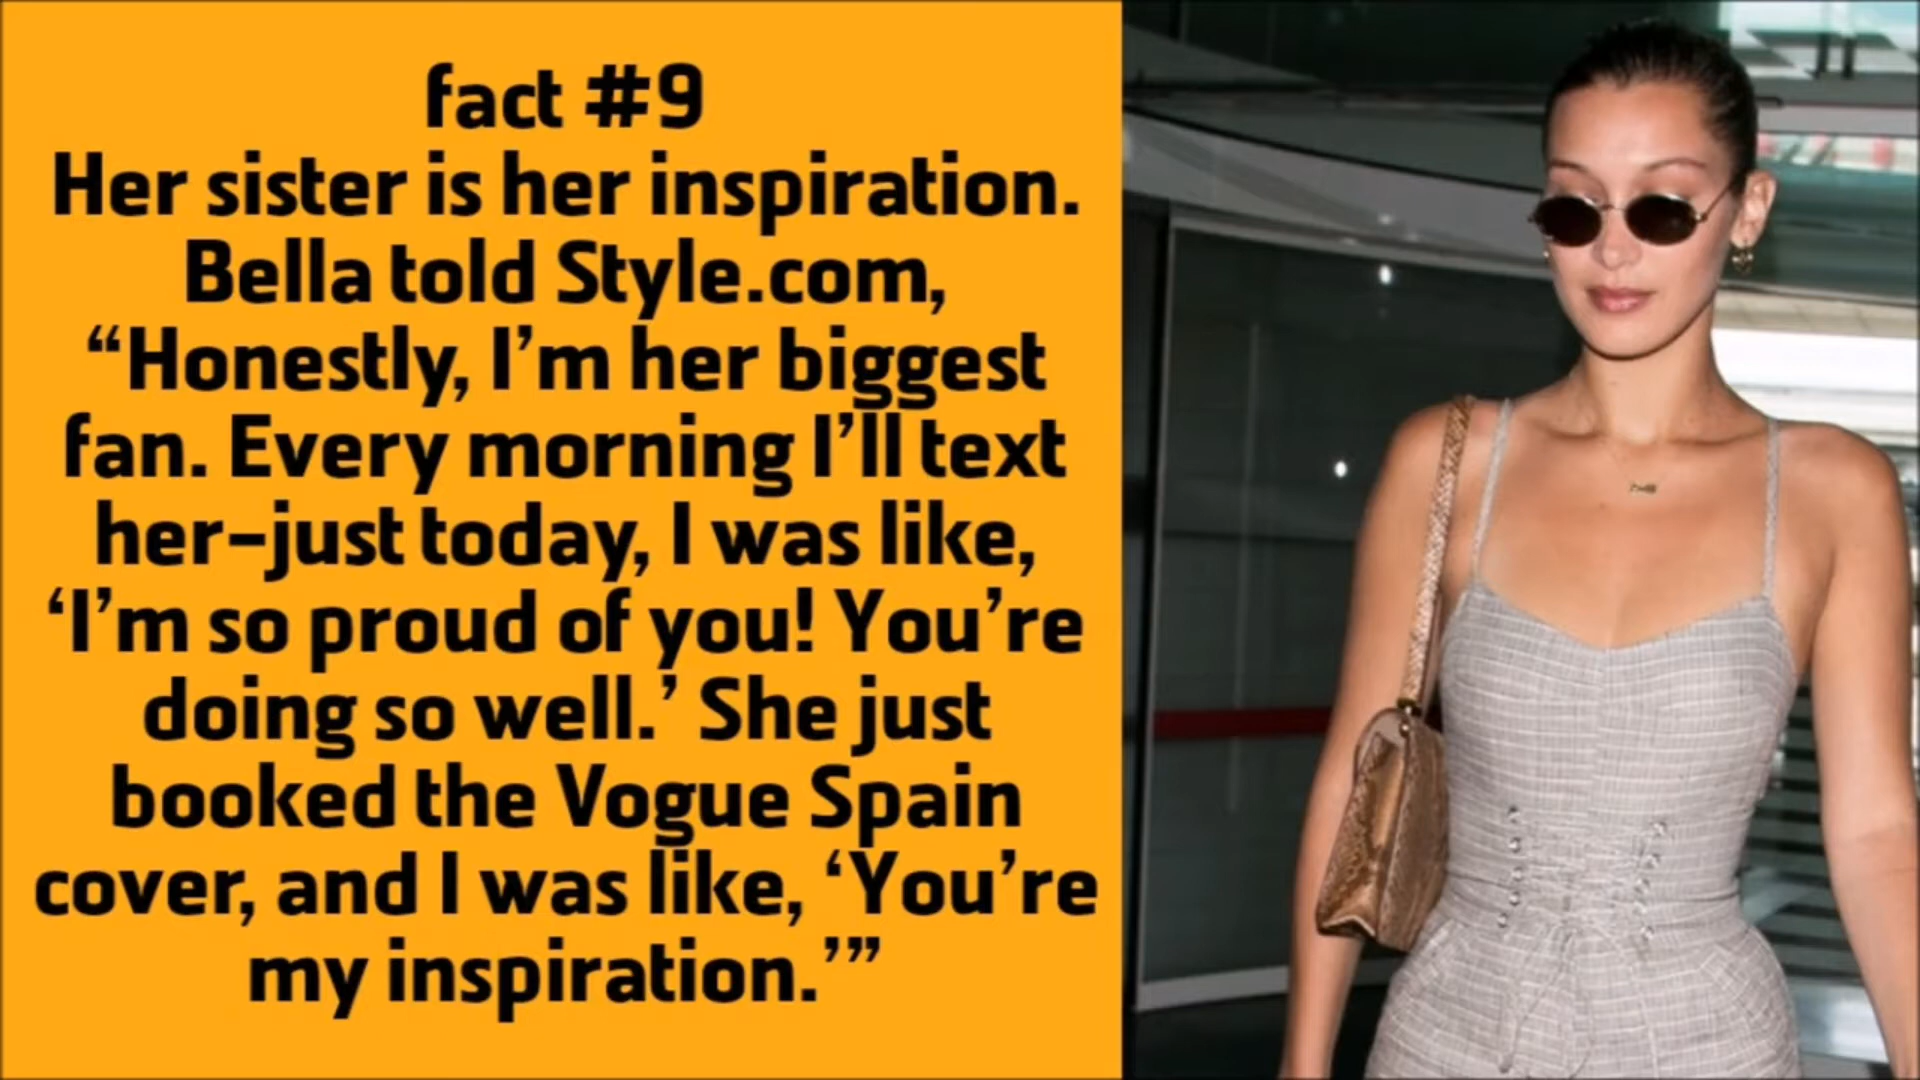 fact #9
Her sister is her inspiration.
Bella told Style.com,
“Honestly, I’m her biggest
fan. Every morning I’ll text
her–just today, I was like,
‘I’m so proud of you! You’re
doing so well.’ She just
booked the Vogue Spain
cover, and I was like, ‘You’re
my inspiration.’”